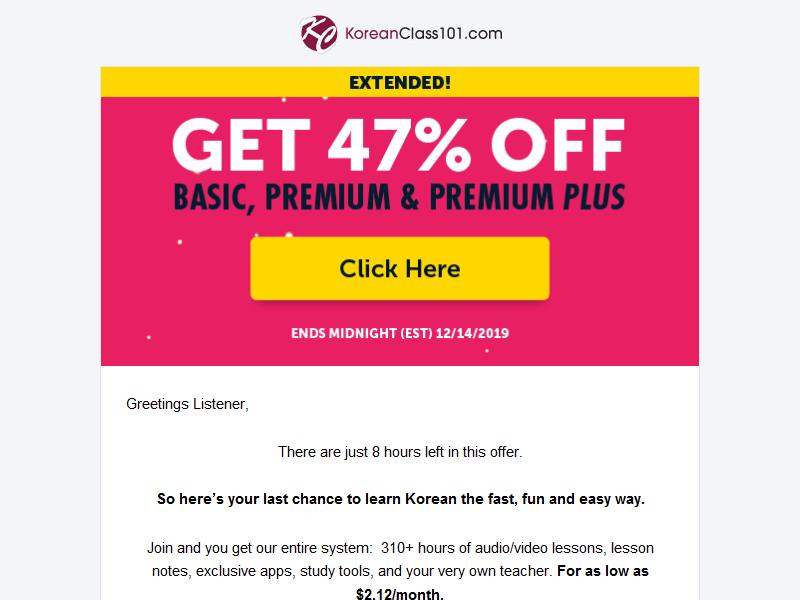 KoreanClass101.com
EXTENDED!
GET 47% OFF
BASIC, PREMIUM & PREMIUM PLUS
Click Here
ENDS MIDNIGHT (EST) 12/14/2019
Greetings Listener,
There are just 8 hours left in this offer.
So here’s your last chance to learn Korean the fast, fun and easy way.
Join and you get our entire system:  310+ hours of audio/video lessons, lesson
notes, exclusive apps, study tools, and your very own teacher. For as low as
$2.12/month.